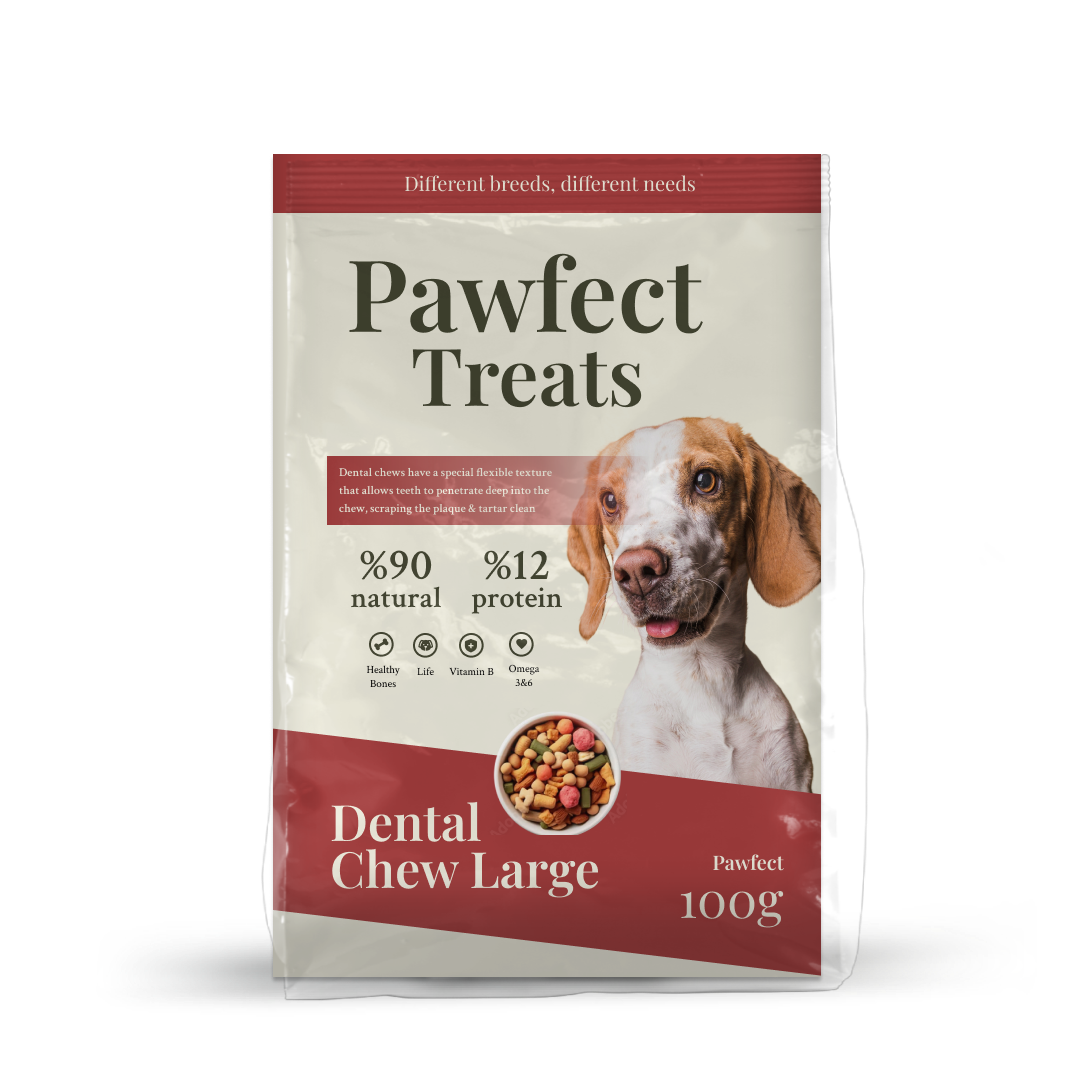 Different breeds, different needs
Pawfect
Treats
Dental chews have a special flexible texture
that allows teeth to penetrate deep into the
chew, scraping the plaque & tartar clean
%90
natural
%12
protein
Healthy
Bones
Life
Vitamin B
Omega
3&6
Dental
Chew Large
Pawfect
100g